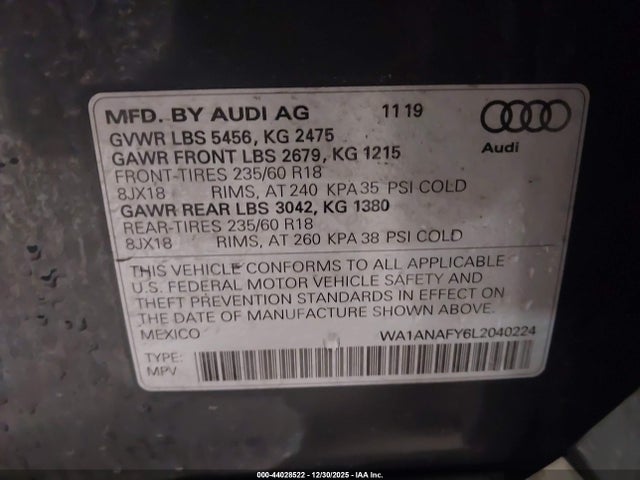 MFD. BY AUDI AG 11 19
GVWR LBS 5456, KG 2475
GAWR FRONT LBS 2679, KG 1215
FRONT-TIRES 235/60 R18
8JX18 RIMS, AT 240 KPA 35 PSI COLD
GAWR REAR LBS 3042, KG 1380
REAR-TIRES 235/60 R18
8JX18 RIMS, AT 260 KPA 38 PSI COLD
Audi
THIS VEHICLE CONFORMS TO ALL APPLICABLE
U.S. FEDERAL MOTOR VEHICLE SAFETY AND
THEFT PREVENTION STANDARDS IN EFFECT ON
THE DATE OF MANUFACTURE SHOWN ABOVE.
MEXICO WA1ANAFY6L2040224
TYPE:
MPV
000-44028522 - 12/30/2025 - IAA Inc.